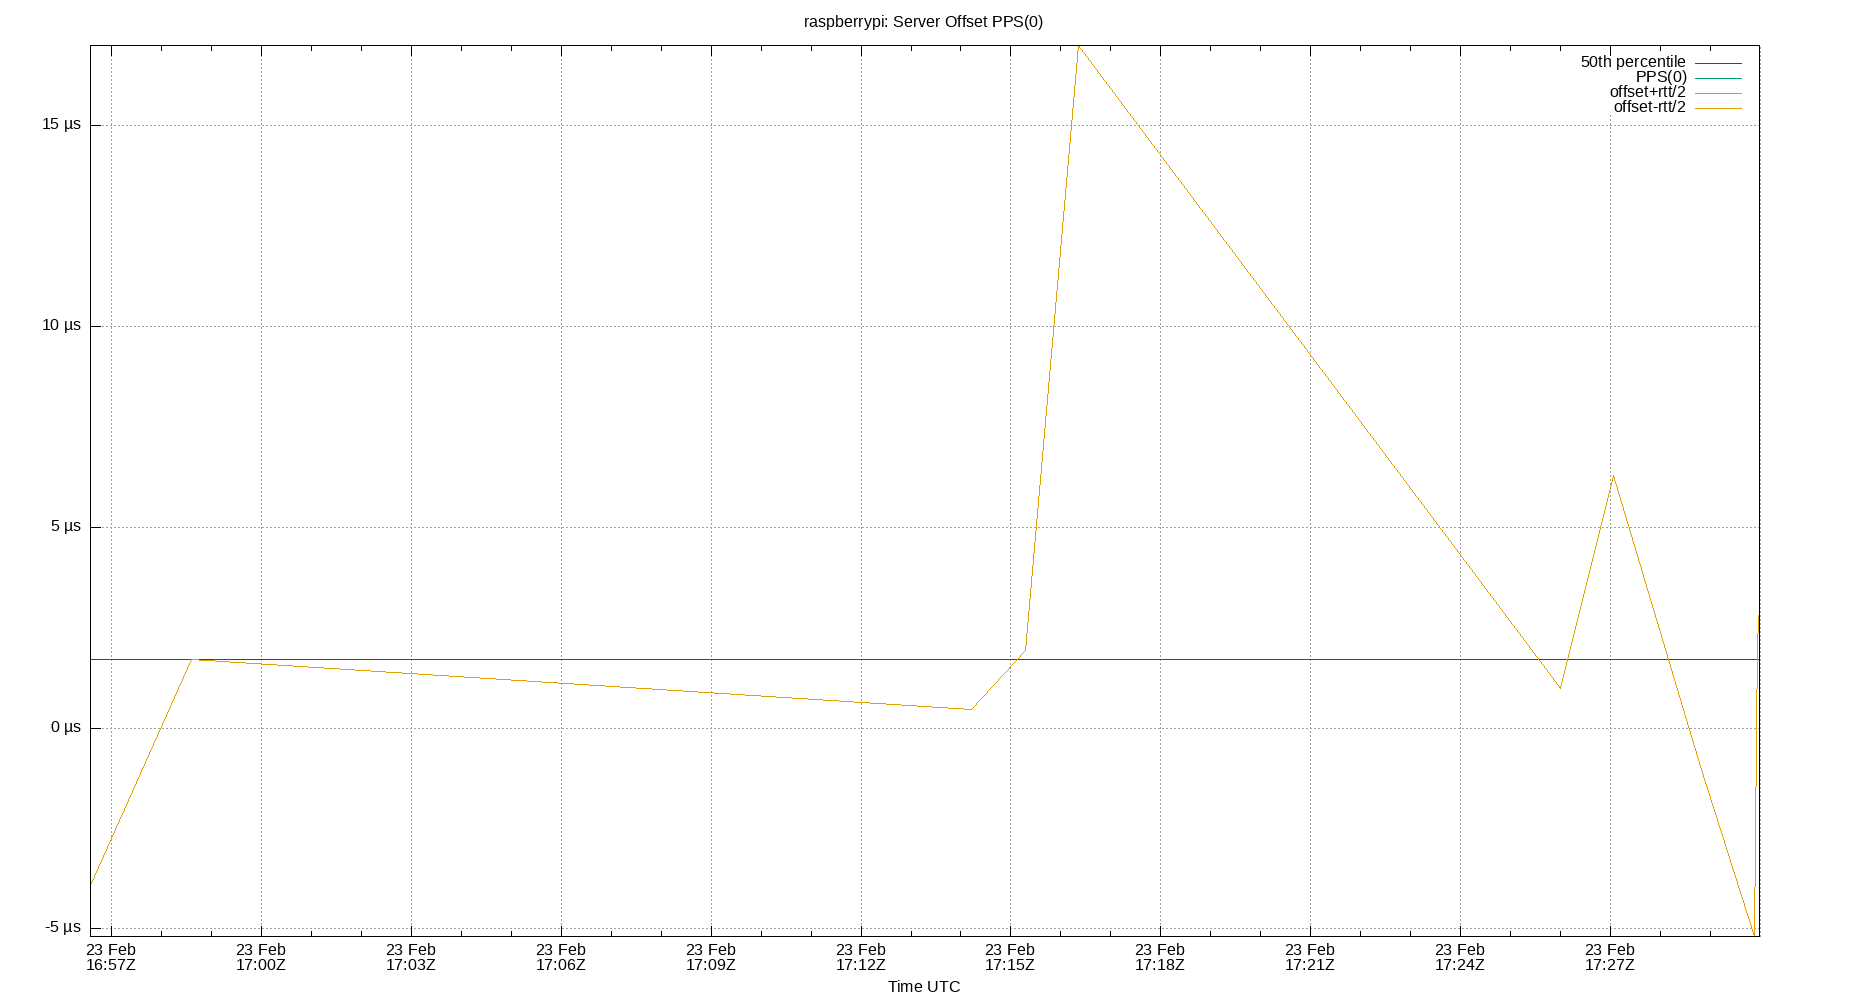 raspberrypi: Server Offset PPS(0)
50th percentile
PPS(0)
offset+rtt/2
offset-rtt/2
15 µs
10 µs
5 µs
0 µs
-5 µs
23 Feb 23 Feb 23 Feb 23 Feb 23 Feb 23 Feb 23 Feb 23 Feb 23 Feb 23 Feb 23 Feb
16:57Z 17:00Z 17:03Z 17:06Z 17:09Z 17:12Z 17:15Z 17:18Z 17:21Z 17:24Z 17:27Z
Time UTC